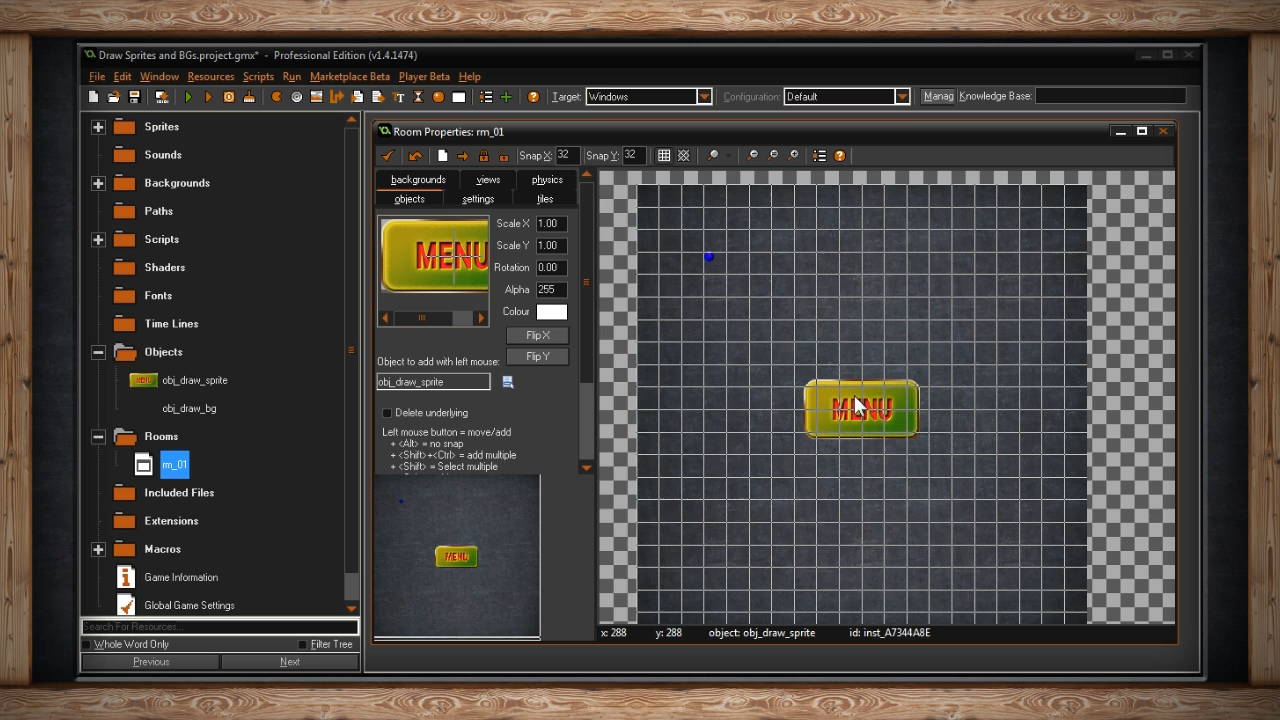 Draw Sprites and BGs.project.gmx* - Professional Edition (v1.4.1474)
File Edit Window Resources Scripts Run Marketplace Beta Player Beta Help
Target: Windows Configuration: Default Manag Knowledge Base:
Sprites
Sounds
Backgrounds
Paths
Scripts
Shaders
Fonts
Time Lines
Objects
obj_draw_sprite
obj_draw_bg
Rooms
rm_01
Included Files
Extensions
Macros
Game Information
Global Game Settings
Search For Resources...
Whole Word Only Filter Tree
Previous Next
Room Properties: rm_01
Snap X: 32 Snap Y: 32
backgrounds views physics
objects settings tiles
MENU
Scale X 1.00
Scale Y 1.00
Rotation 0.00
Alpha 255
Colour
Flip X
Flip Y
Object to add with left mouse:
obj_draw_sprite
Delete underlying
Left mouse button = move/add
+ <Alt> = no snap
+ <Shift>+<Ctrl> = add multiple
+ <Shift> = Select multiple
MENU
MENU
x: 288 y: 288 object: obj_draw_sprite id: inst_A7344A8E